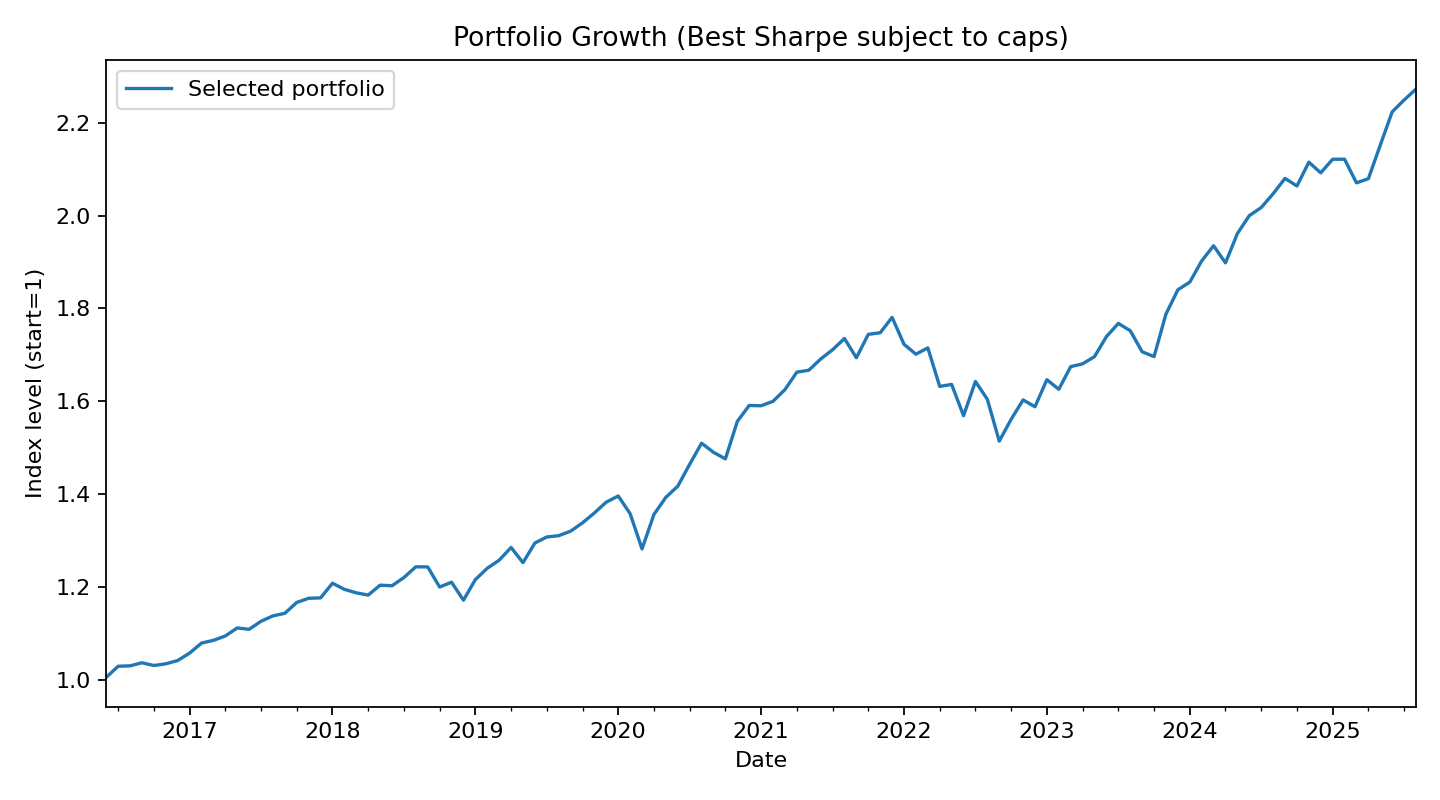 Portfolio Growth (Best Sharpe subject to caps)
Selected portfolio
Index level (start=1)
2.2
2.0
1.8
1.6
1.4
1.2
1.0
2017 2018 2019 2020 2021 2022 2023 2024 2025
Date